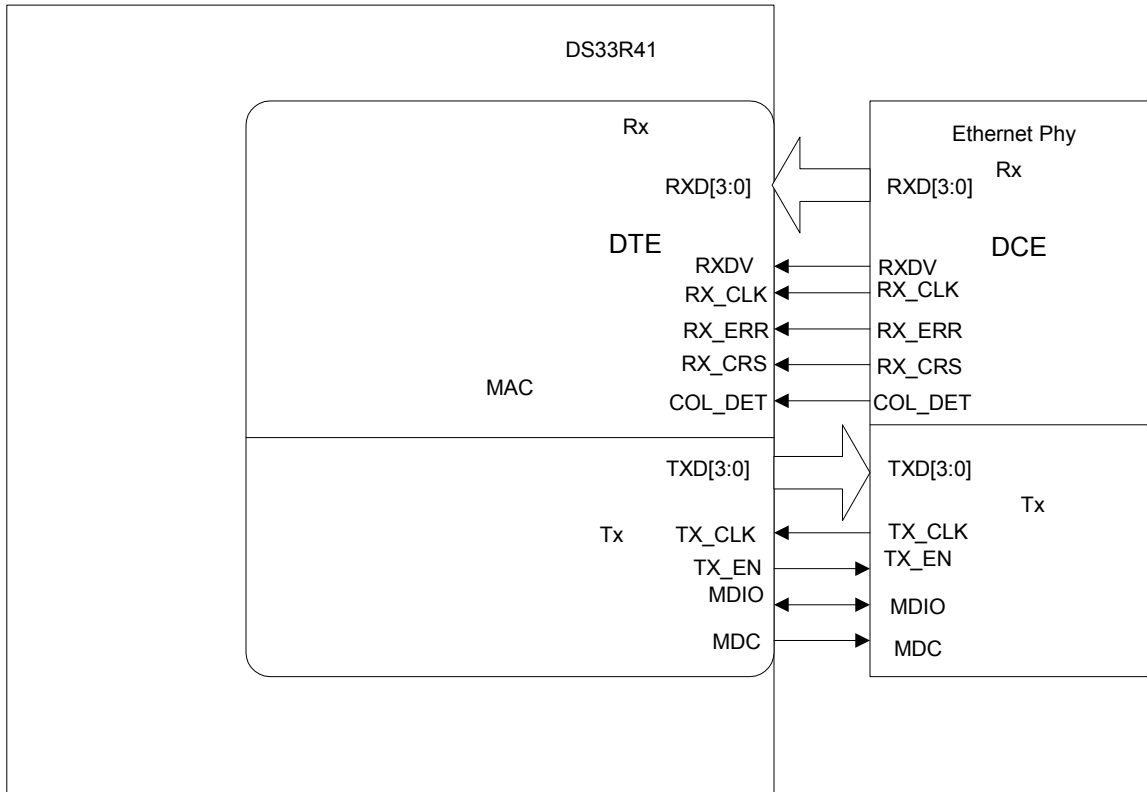 DS33R41
Rx
Ethernet Phy
Rx
RXD[3:0]
RXD[3:0]
DTE
DCE
RXDV
RXDV
RX_CLK
RX_CLK
RX_ERR
RX_ERR
RX_CRS
RX_CRS
MAC
COL_DET
COL_DET
TXD[3:0]
TXD[3:0]
Tx
Tx
TX_CLK
TX_CLK
TX_EN
TX_EN
MDIO
MDIO
MDC
MDC